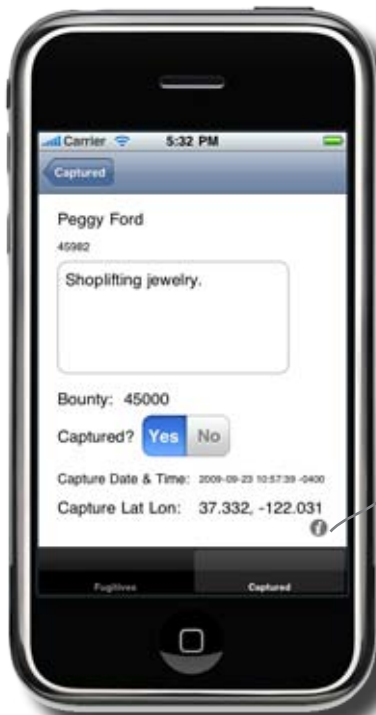 Carrier 5:32 PM
Captured
Peggy Ford
45982
Shoplifting jewelry.
Bounty: 45000
Captured? Yes No
Capture Date & Time: 2009-09-23 10:57:39 -0400
Capture Lat Lon: 37.332, -122.031
i
Fugitives Captured